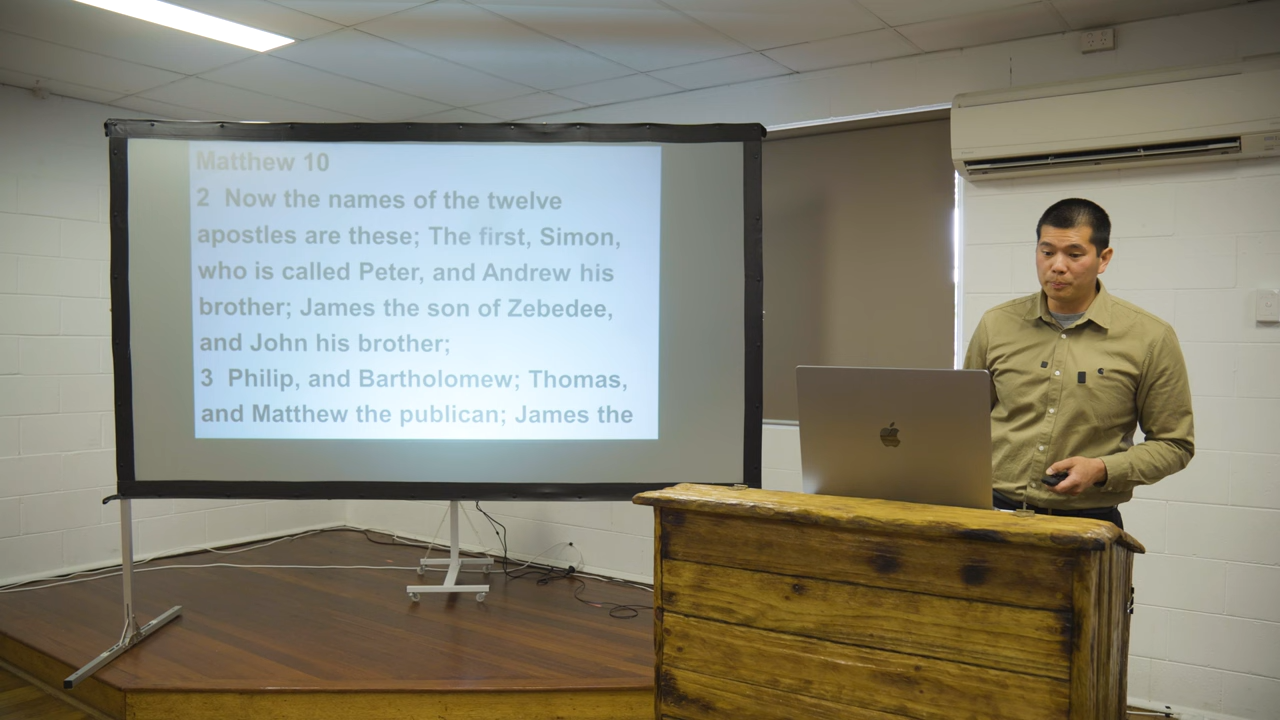 Matthew 10
2 Now the names of the twelve
apostles are these; The first, Simon,
who is called Peter, and Andrew his
brother; James the son of Zebedee,
and John his brother;
3 Philip, and Bartholomew; Thomas,
and Matthew the publican; James the